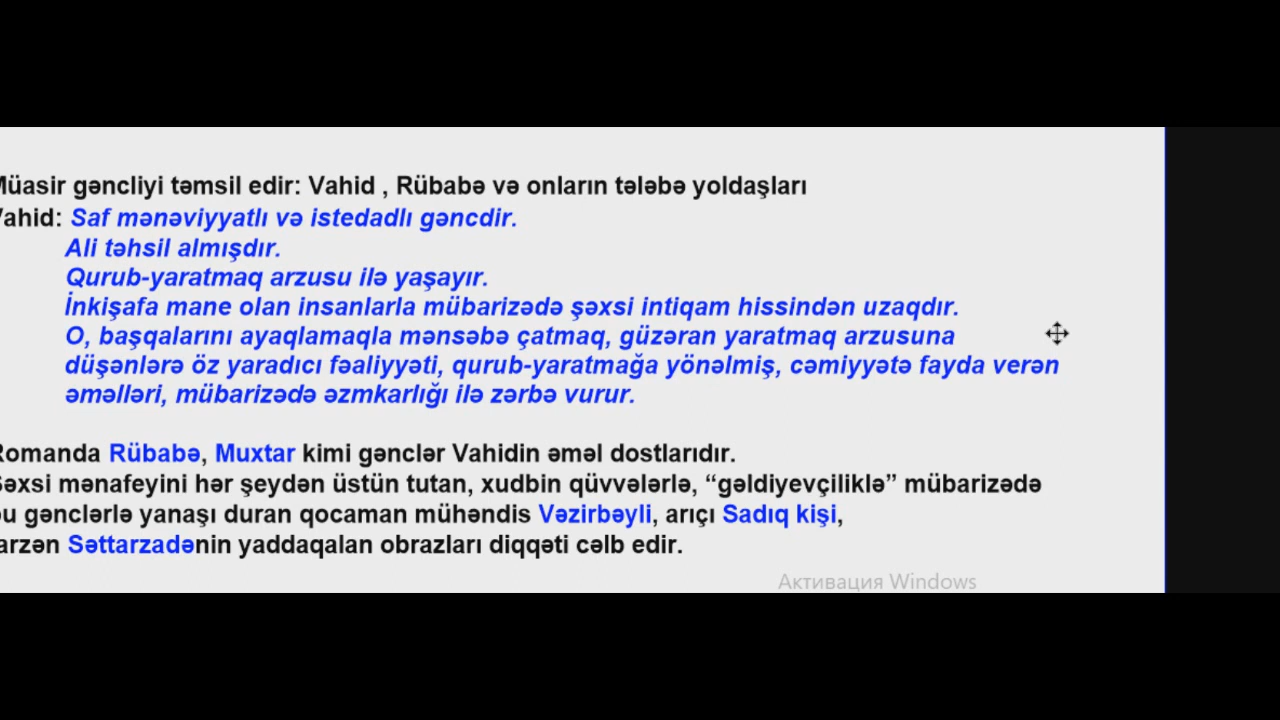 Müasir gəncliyi təmsil edir: Vahid , Rübabə və onların tələbə yoldaşları
Vahid: Saf mənəviyyatlı və istedadlı gəncdir.
Ali təhsil almışdır.
Qurub-yaratmaq arzusu ilə yaşayır.
İnkişafa mane olan insanlarla mübarizədə şəxsi intiqam hissindən uzaqdır.
O, başqalarını ayaqlamaqla mənsəbə çatmaq, güzəran yaratmaq arzusuna
düşənlərə öz yaradıcı fəaliyyəti, qurub-yaratmağa yönəlmiş, cəmiyyətə fayda verən
əməlləri, mübarizədə əzmkarlığı ilə zərbə vurur.
Romanda Rübabə, Muxtar kimi gənclər Vahidin əməl dostlarıdır.
Şəxsi mənafeyini hər şeydən üstün tutan, xudbin qüvvələrlə, “gəldiyevçiliklə” mübarizədə
bu gənclərlə yanaşı duran qocaman mühəndis Vəzirbəyli, arıçı Sadıq kişi,
tarzən Səttarzadənin yaddaqalan obrazları diqqəti cəlb edir.
Активация Windows